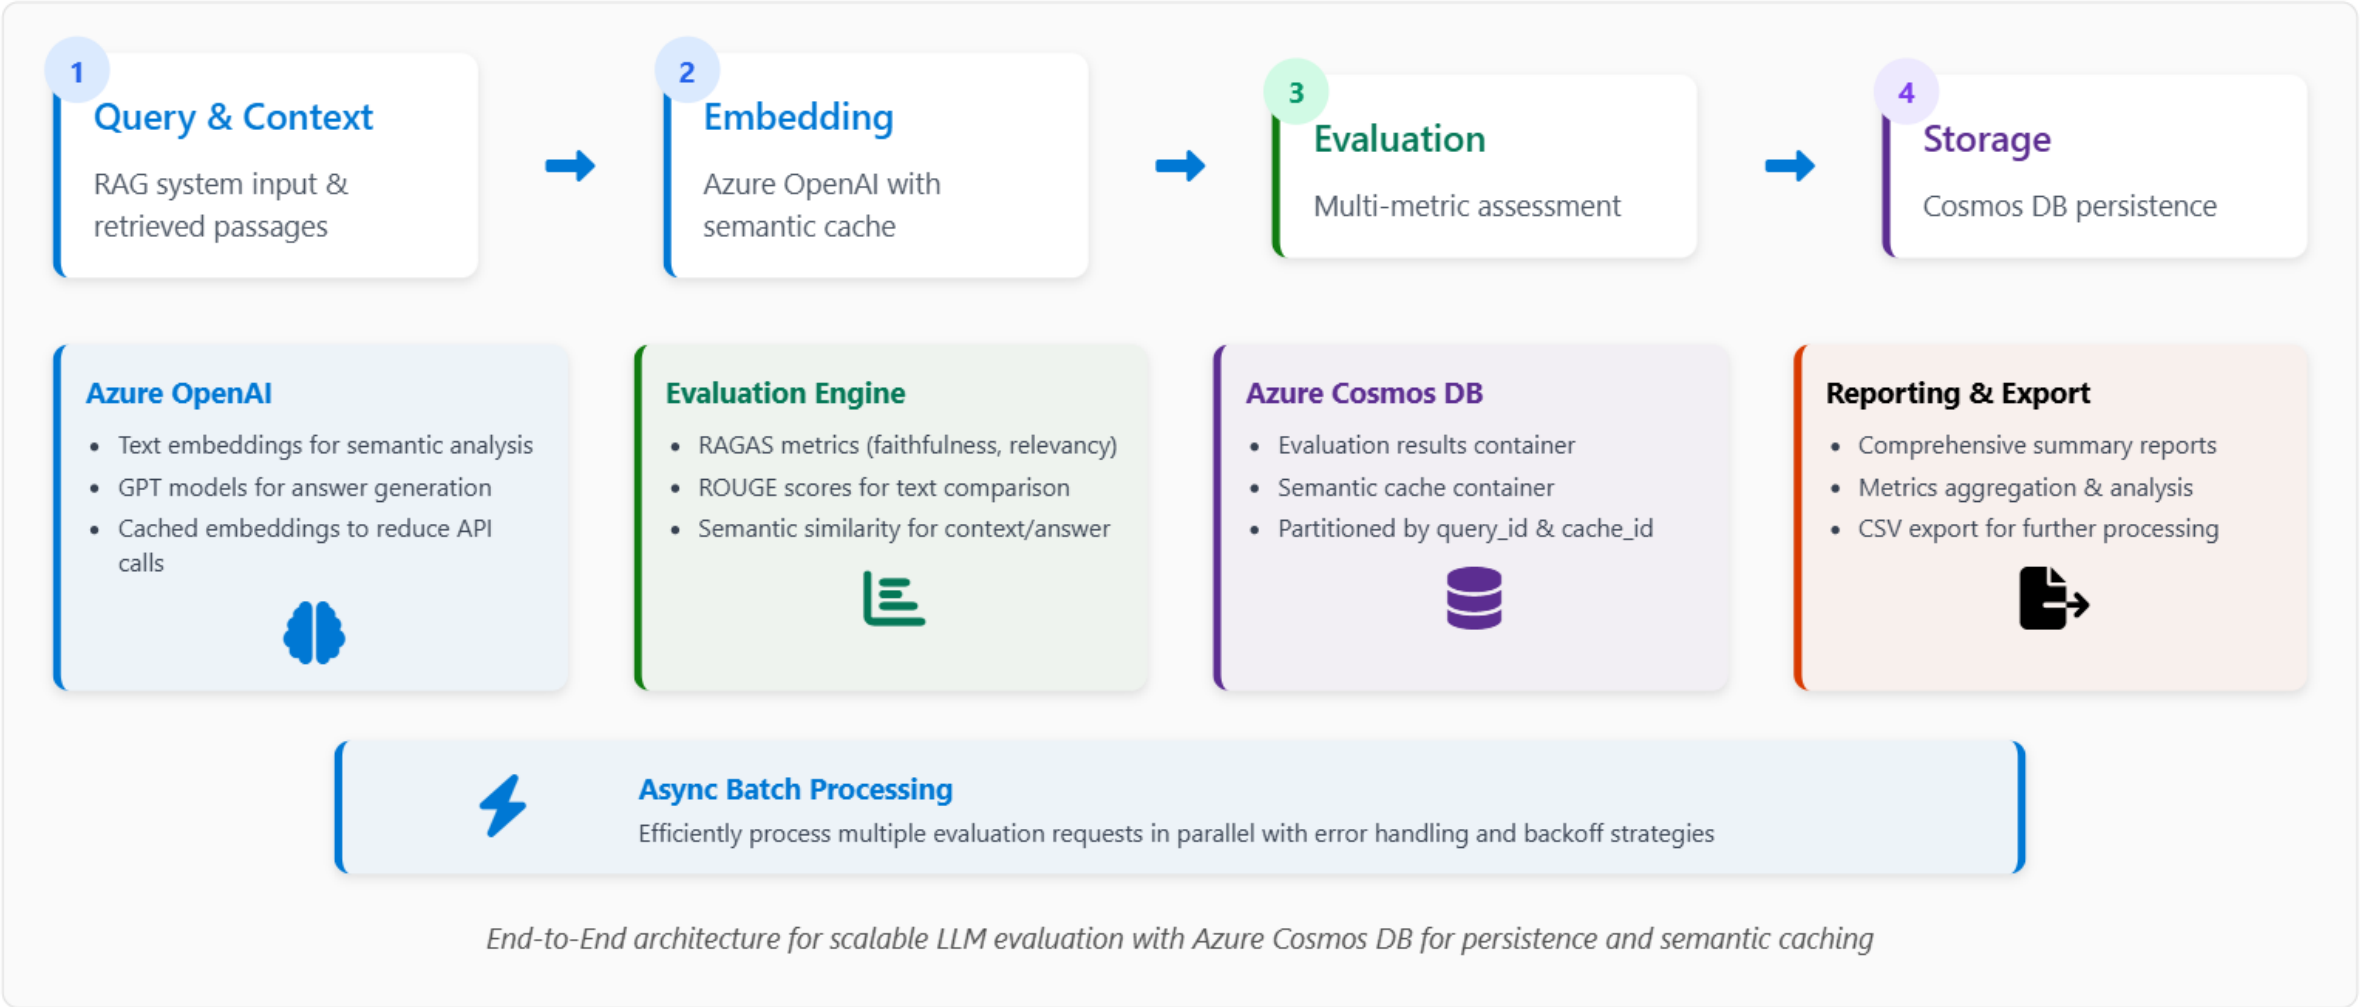 1
Query & Context
RAG system input &
retrieved passages
2
Embedding
Azure OpenAI with
semantic cache
3
Evaluation
Multi-metric assessment
4
Storage
Cosmos DB persistence
Azure OpenAI
• Text embeddings for semantic analysis
• GPT models for answer generation
• Cached embeddings to reduce API
calls
Evaluation Engine
• RAGAS metrics (faithfulness, relevancy)
• ROUGE scores for text comparison
• Semantic similarity for context/answer
Azure Cosmos DB
• Evaluation results container
• Semantic cache container
• Partitioned by query_id & cache_id
Reporting & Export
• Comprehensive summary reports
• Metrics aggregation & analysis
• CSV export for further processing
Async Batch Processing
Efficiently process multiple evaluation requests in parallel with error handling and backoff strategies
End-to-End architecture for scalable LLM evaluation with Azure Cosmos DB for persistence and semantic caching